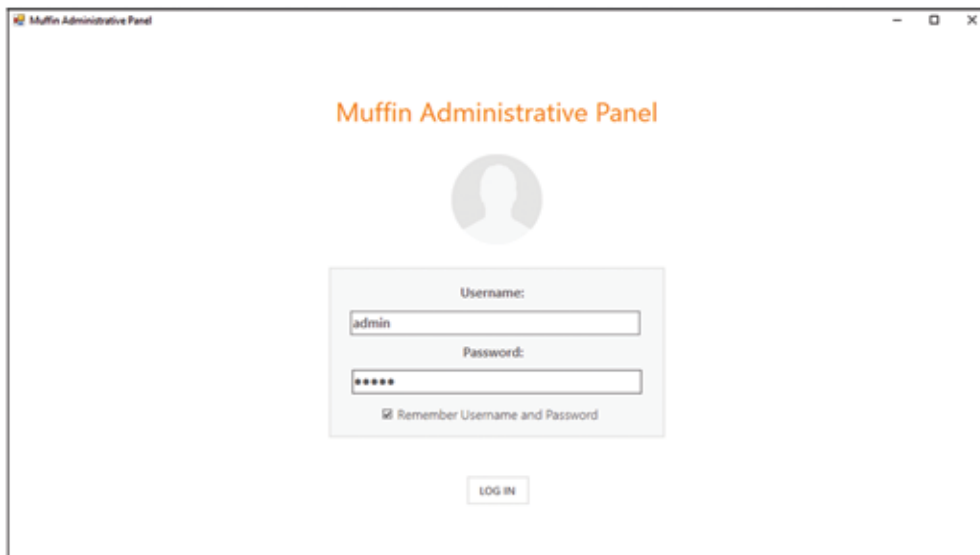 Muffin Administrative Panel
Muffin Administrative Panel
Username:
admin
Password:
●●●●●
Remember Username and Password
LOG IN